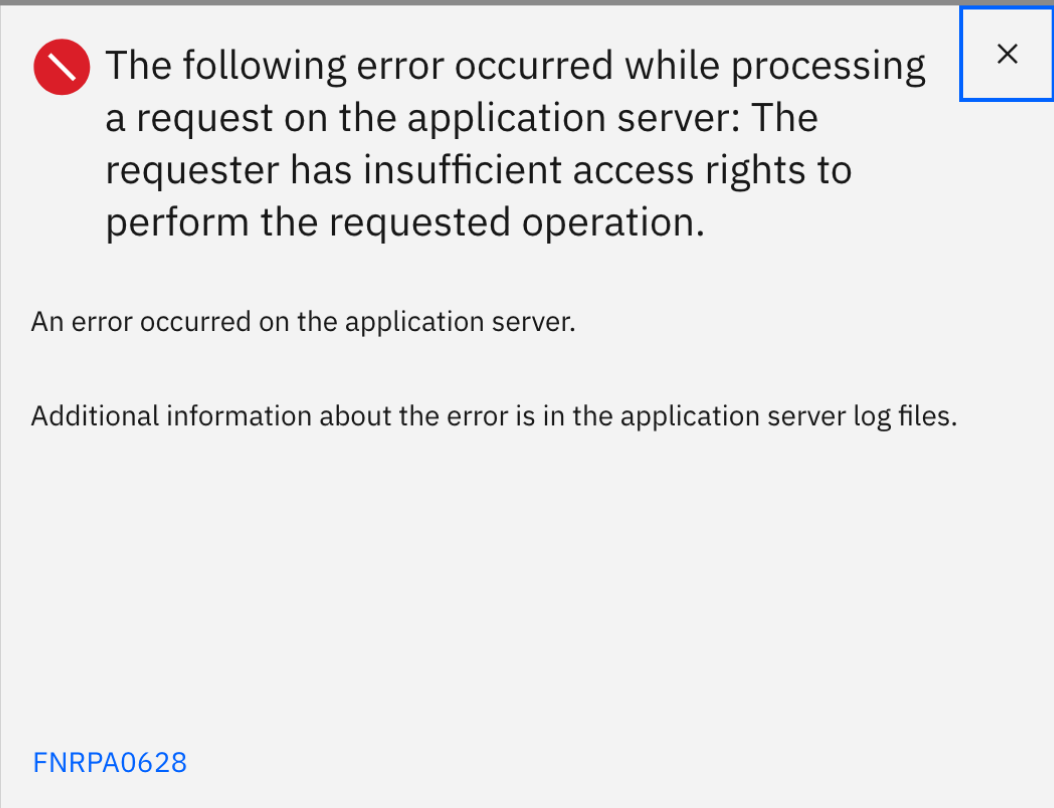 The following error occurred while processing
a request on the application server: The
requester has insufficient access rights to
perform the requested operation.
An error occurred on the application server.
Additional information about the error is in the application server log files.
FNRPA0628